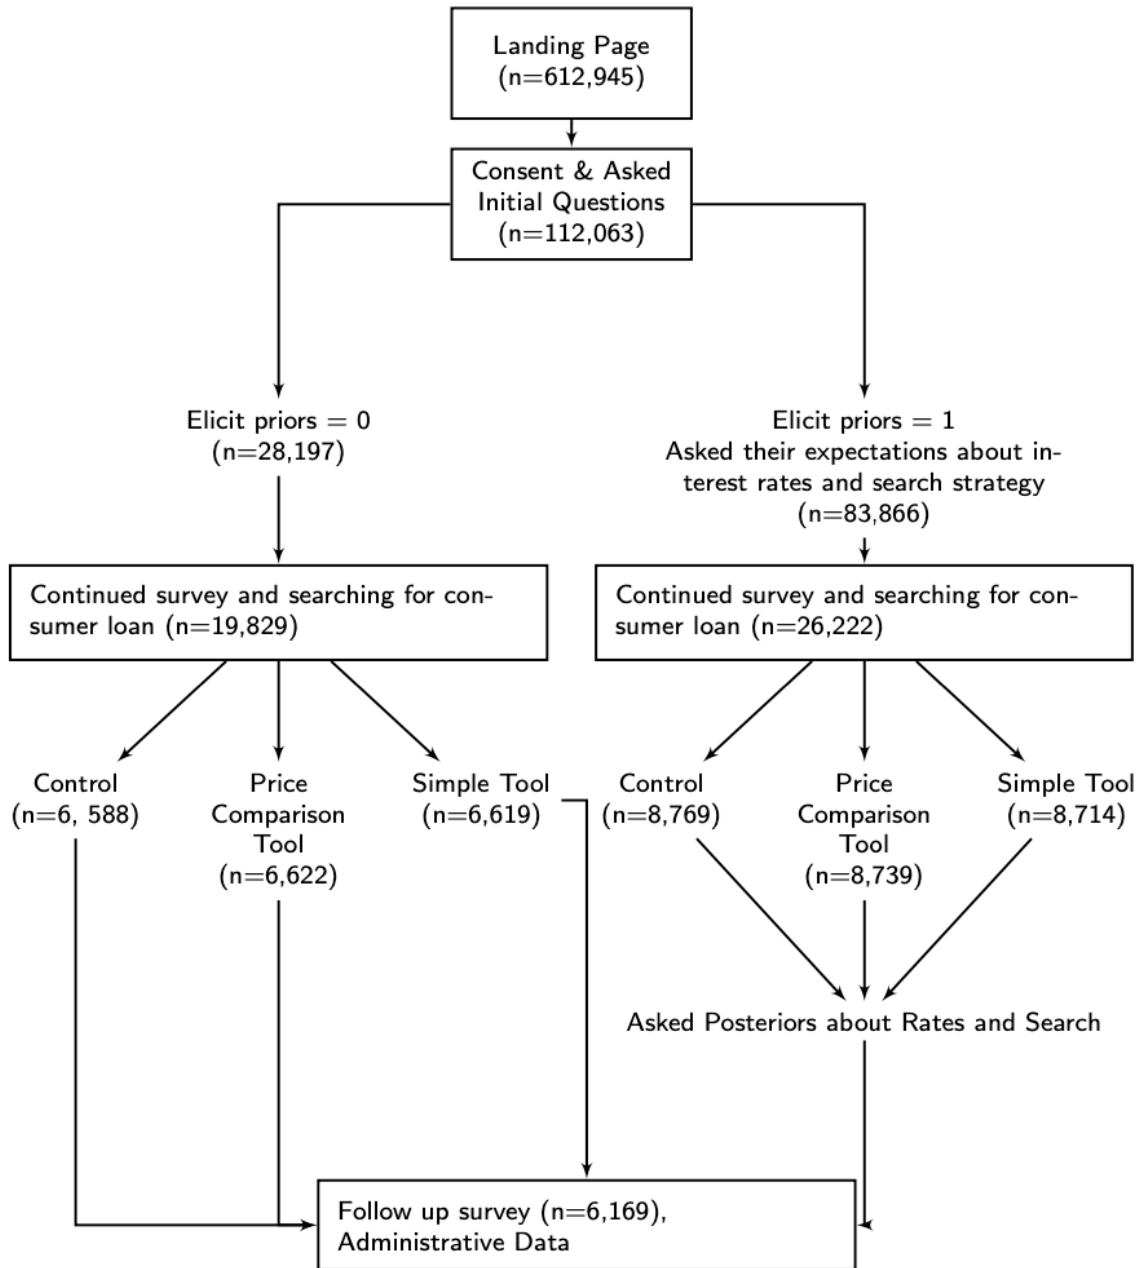 Landing Page
(n=612,945)
Consent & Asked
Initial Questions
(n=112,063)
Elicit priors = 0
(n=28,197)
Elicit priors = 1
Asked their expectations about in-
terest rates and search strategy
(n=83,866)
Continued survey and searching for con-
sumer loan (n=19,829)
Continued survey and searching for con-
sumer loan (n=26,222)
Control
(n=6, 588)
Price
Comparison
Tool
(n=6,622)
Simple Tool
(n=6,619)
Control
(n=8,769)
Price
Comparison
Tool
(n=8,739)
Simple Tool
(n=8,714)
Asked Posteriors about Rates and Search
Follow up survey (n=6,169),
Administrative Data